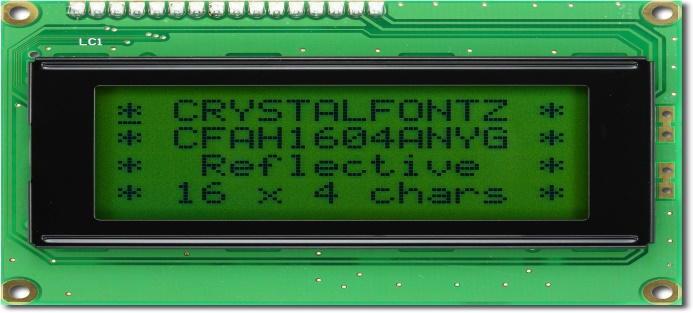 LC1
* CRYSTALFONTZ *
* CFAH1604ANYG *
* Reflective *
* 16 x 4 chars *